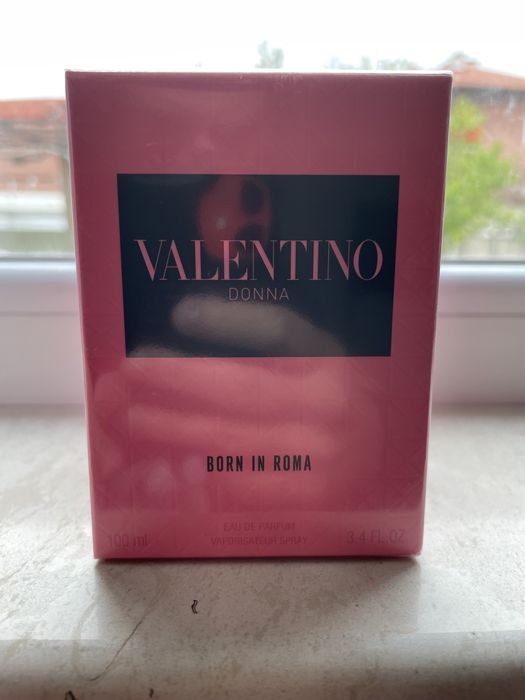 VALENTINO
DONNA
BORN IN ROMA
EAU DE PARFUM
100 ml VAPORISATEUR SPRAY 3.4 FL.OZ